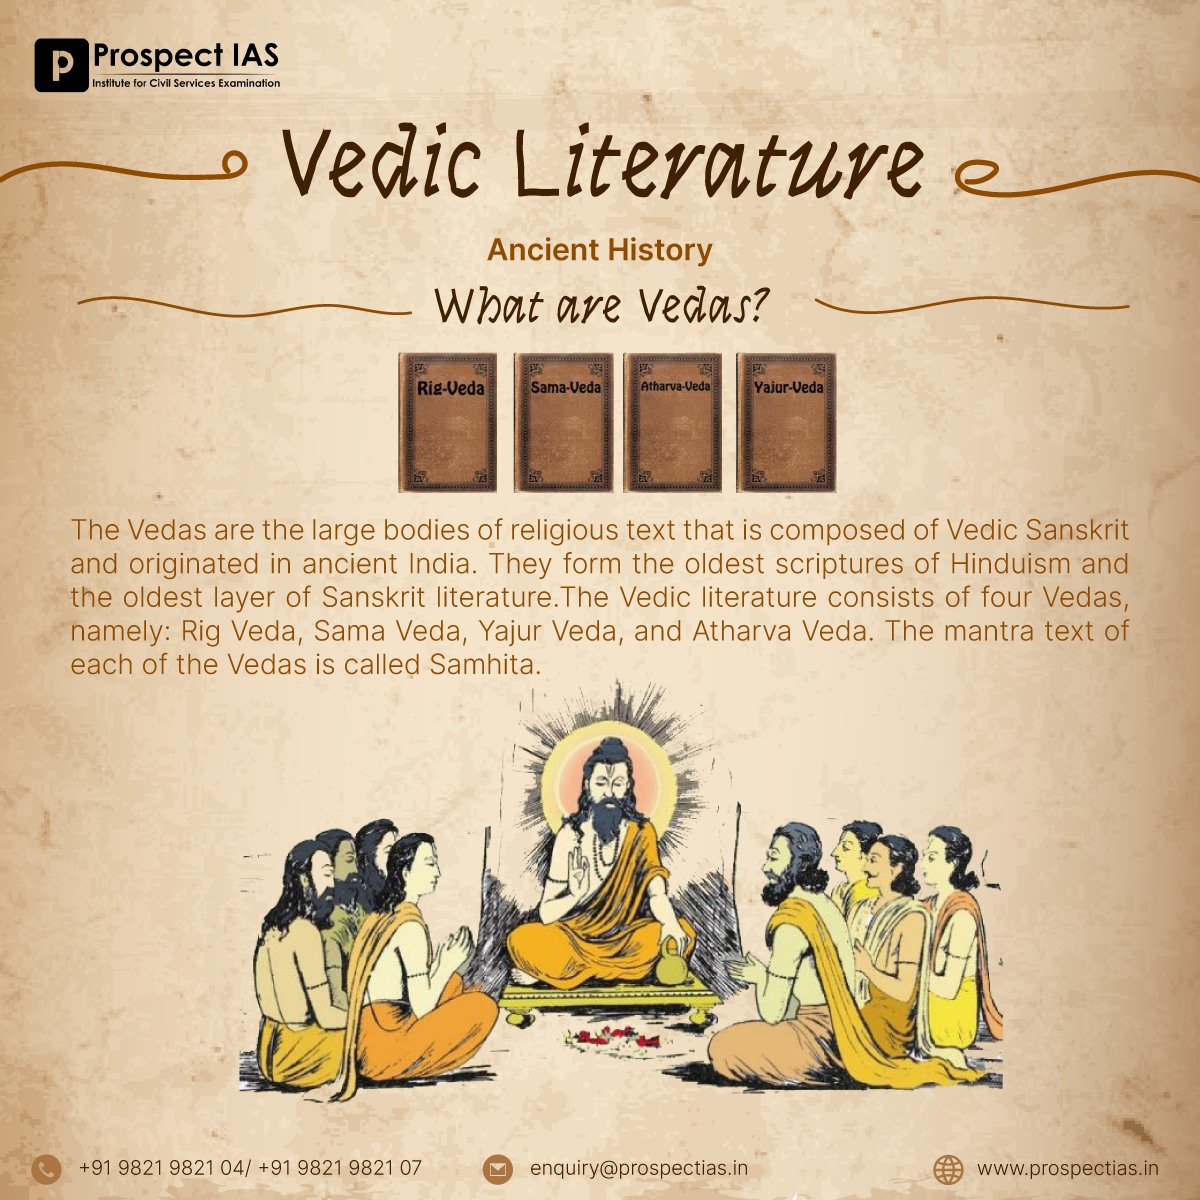 Prospect IAS
Institute for Civil Services Examination
Vedic Literature
Ancient History
What are Vedas?
Rig-Veda
Sama-Veda
Atharva-Veda
Yajur-Veda
The Vedas are the large bodies of religious text that is composed of Vedic Sanskrit
and originated in ancient India. They form the oldest scriptures of Hinduism and
the oldest layer of Sanskrit literature.The Vedic literature consists of four Vedas,
namely: Rig Veda, Sama Veda, Yajur Veda, and Atharva Veda. The mantra text of
each of the Vedas is called Samhita.
+91 9821 9821 04/ +91 9821 9821 07
enquiry@prospectias.in
www.prospectias.in